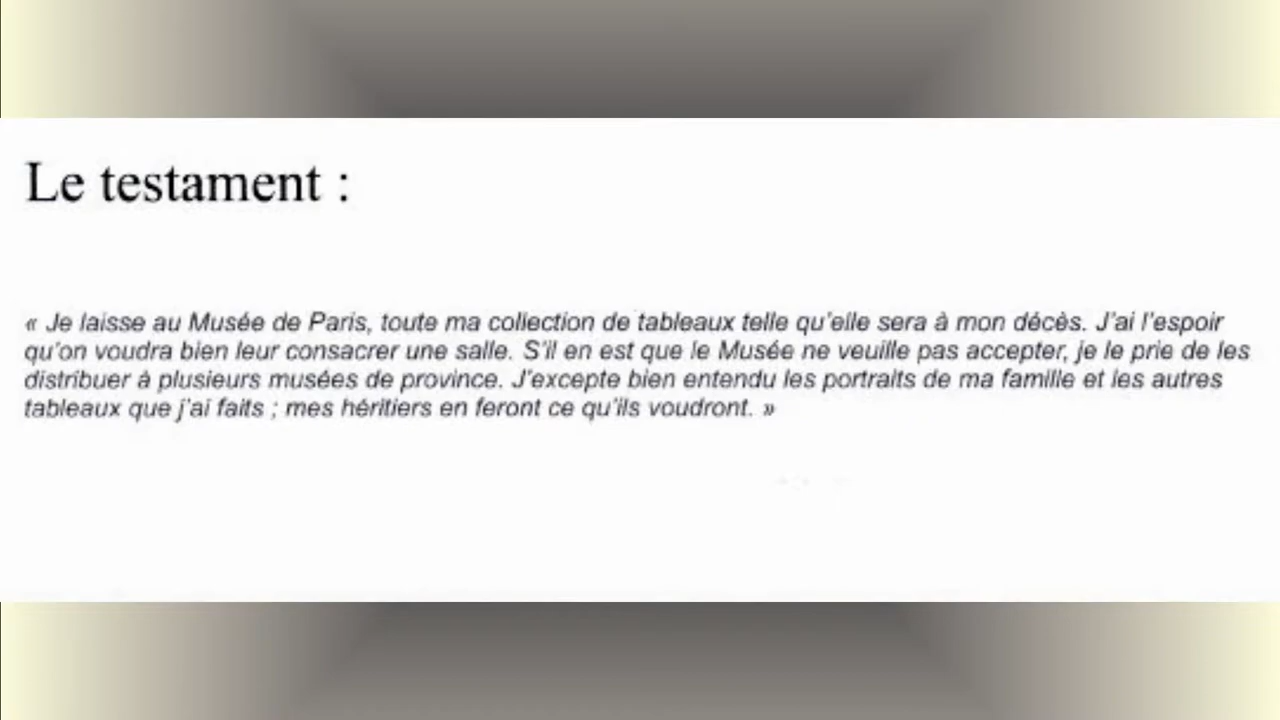 Le testament :
« Je laisse au Musée de Paris, toute ma collection de tableaux telle qu'elle sera à mon décès. J'ai l'espoir
qu'on voudra bien leur consacrer une salle. S'il en est que le Musée ne veuille pas accepter, je le prie de les
distribuer à plusieurs musées de province. J'excepte bien entendu les portraits de ma famille et les autres
tableaux que j'ai faits ; mes héritiers en feront ce qu'ils voudront. »